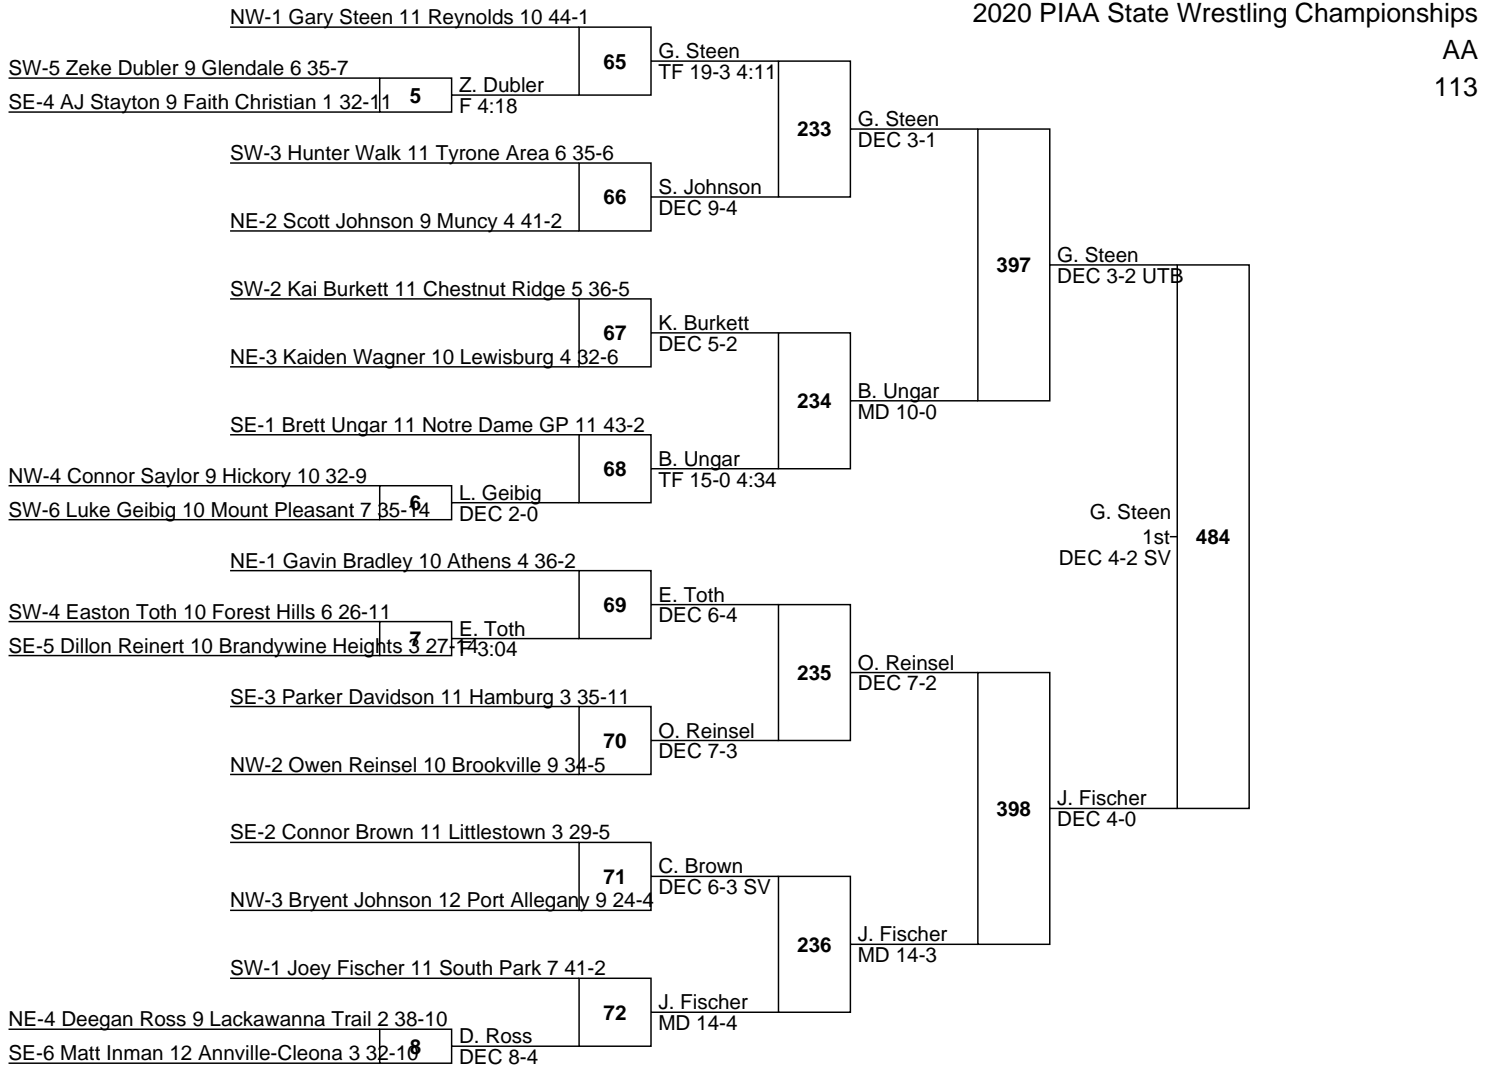 2020 PIAA State Wrestling Championships
AA
113
NW-1 Gary Steen 11 Reynolds 10 44-1
65
G. Steen
TF 19-3 4:11
SW-5 Zeke Dubler 9 Glendale 6 35-7
5
Z. Dubler
F 4:18
SE-4 AJ Stayton 9 Faith Christian 1 32-11
233
G. Steen
DEC 3-1
SW-3 Hunter Walk 11 Tyrone Area 6 35-6
66
S. Johnson
DEC 9-4
NE-2 Scott Johnson 9 Muncy 4 41-2
397
G. Steen
DEC 3-2 UTB
SW-2 Kai Burkett 11 Chestnut Ridge 5 36-5
67
K. Burkett
DEC 5-2
NE-3 Kaiden Wagner 10 Lewisburg 4 32-6
234
B. Ungar
MD 10-0
SE-1 Brett Ungar 11 Notre Dame GP 11 43-2
68
B. Ungar
TF 15-0 4:34
NW-4 Connor Saylor 9 Hickory 10 32-9
6
L. Geibig
DEC 2-0
SW-6 Luke Geibig 10 Mount Pleasant 7 35-14
G. Steen
1st
DEC 4-2 SV
484
NE-1 Gavin Bradley 10 Athens 4 36-2
69
E. Toth
DEC 6-4
SW-4 Easton Toth 10 Forest Hills 6 26-11
7
E. Toth
F 3:04
SE-5 Dillon Reinert 10 Brandywine Heights 3 27-14
235
O. Reinsel
DEC 7-2
SE-3 Parker Davidson 11 Hamburg 3 35-11
70
O. Reinsel
DEC 7-3
NW-2 Owen Reinsel 10 Brookville 9 34-5
398
J. Fischer
DEC 4-0
SE-2 Connor Brown 11 Littlestown 3 29-5
71
C. Brown
DEC 6-3 SV
NW-3 Bryent Johnson 12 Port Allegany 9 24-4
236
J. Fischer
MD 14-3
SW-1 Joey Fischer 11 South Park 7 41-2
72
J. Fischer
MD 14-4
NE-4 Deegan Ross 9 Lackawanna Trail 2 38-10
8
D. Ross
DEC 8-4
SE-6 Matt Inman 12 Annville-Cleona 3 32-10